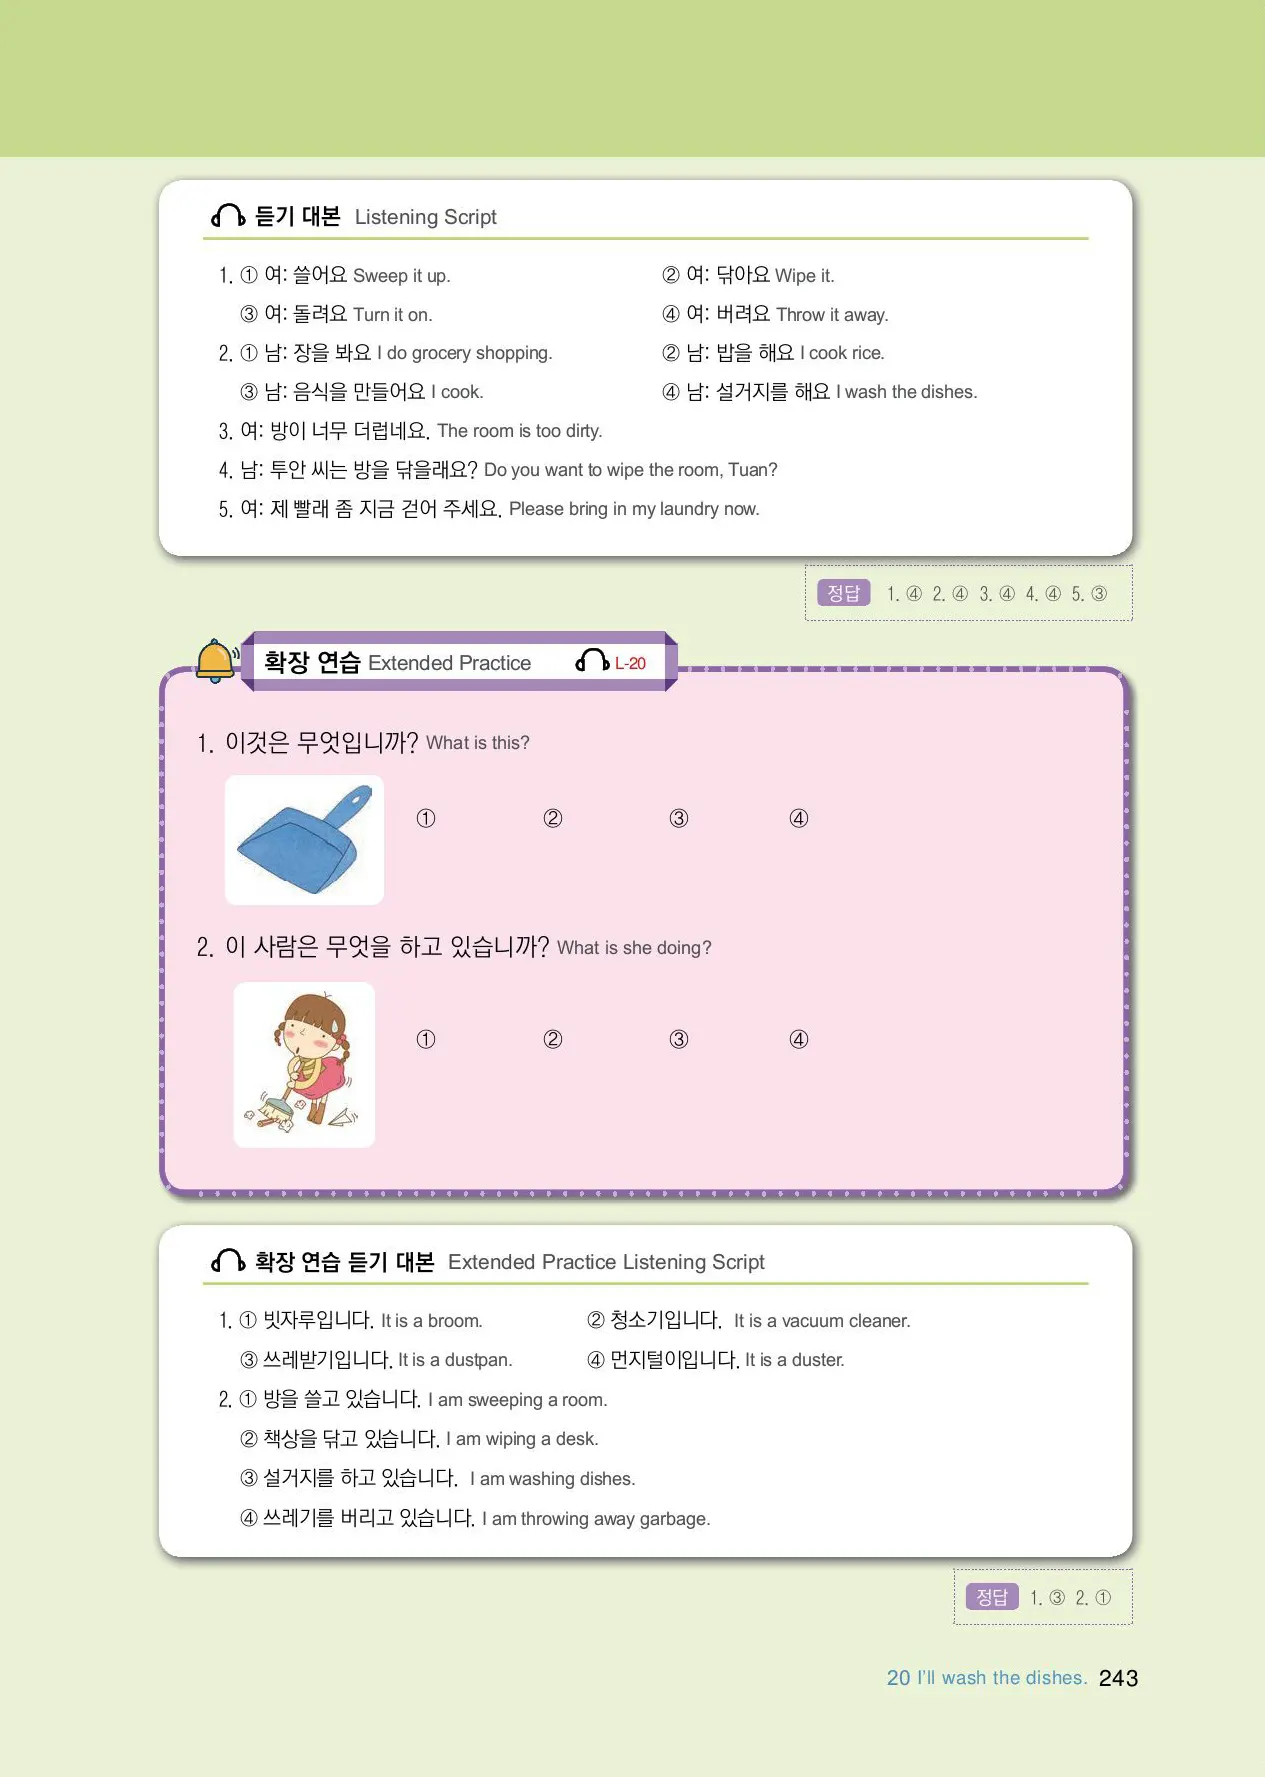 듣기 대본 Listening Script
1. ① 여: 쓸어요 Sweep it up. ② 여: 닦아요 Wipe it.
③ 여: 돌려요 Turn it on. ④ 여: 버려요 Throw it away.
2. ① 남: 장을 봐요 I do grocery shopping. ② 남: 밥을 해요 I cook rice.
③ 남: 음식을 만들어요 I cook. ④ 남: 설거지를 해요 I wash the dishes.
3. 여: 방이 너무 더럽네요. The room is too dirty.
4. 남: 투안 씨는 방을 닦을래요? Do you want to wipe the room, Tuan?
5. 여: 제 빨래 좀 지금 걷어 주세요. Please bring in my laundry now.
정답 1. ④ 2. ④ 3. ④ 4. ④ 5. ③
확장 연습 Extended Practice L-20
1. 이것은 무엇입니까? What is this?
① ② ③ ④
2. 이 사람은 무엇을 하고 있습니까? What is she doing?
① ② ③ ④
확장 연습 듣기 대본 Extended Practice Listening Script
1. ① 빗자루입니다. It is a broom. ② 청소기입니다. It is a vacuum cleaner.
③ 쓰레받기입니다. It is a dustpan. ④ 먼지털이입니다. It is a duster.
2. ① 방을 쓸고 있습니다. I am sweeping a room.
② 책상을 닦고 있습니다. I am wiping a desk.
③ 설거지를 하고 있습니다. I am washing dishes.
④ 쓰레기를 버리고 있습니다. I am throwing away garbage.
정답 1. ③ 2. ①
20 I'll wash the dishes. 243